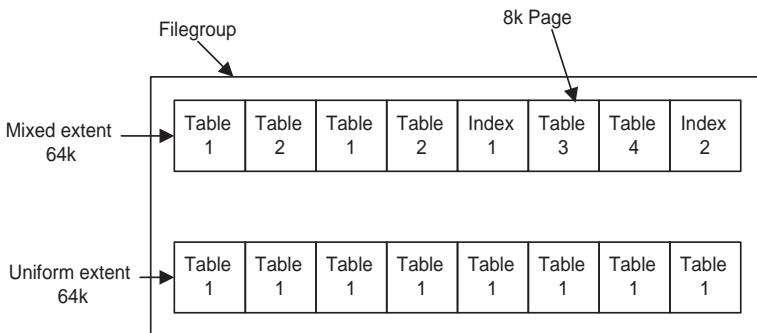 Filegroup
8k Page
Mixed extent
64k
Table
1
Table
2
Table
1
Table
2
Index
1
Table
3
Table
4
Index
2
Uniform extent
64k
Table
1
Table
1
Table
1
Table
1
Table
1
Table
1
Table
1
Table
1